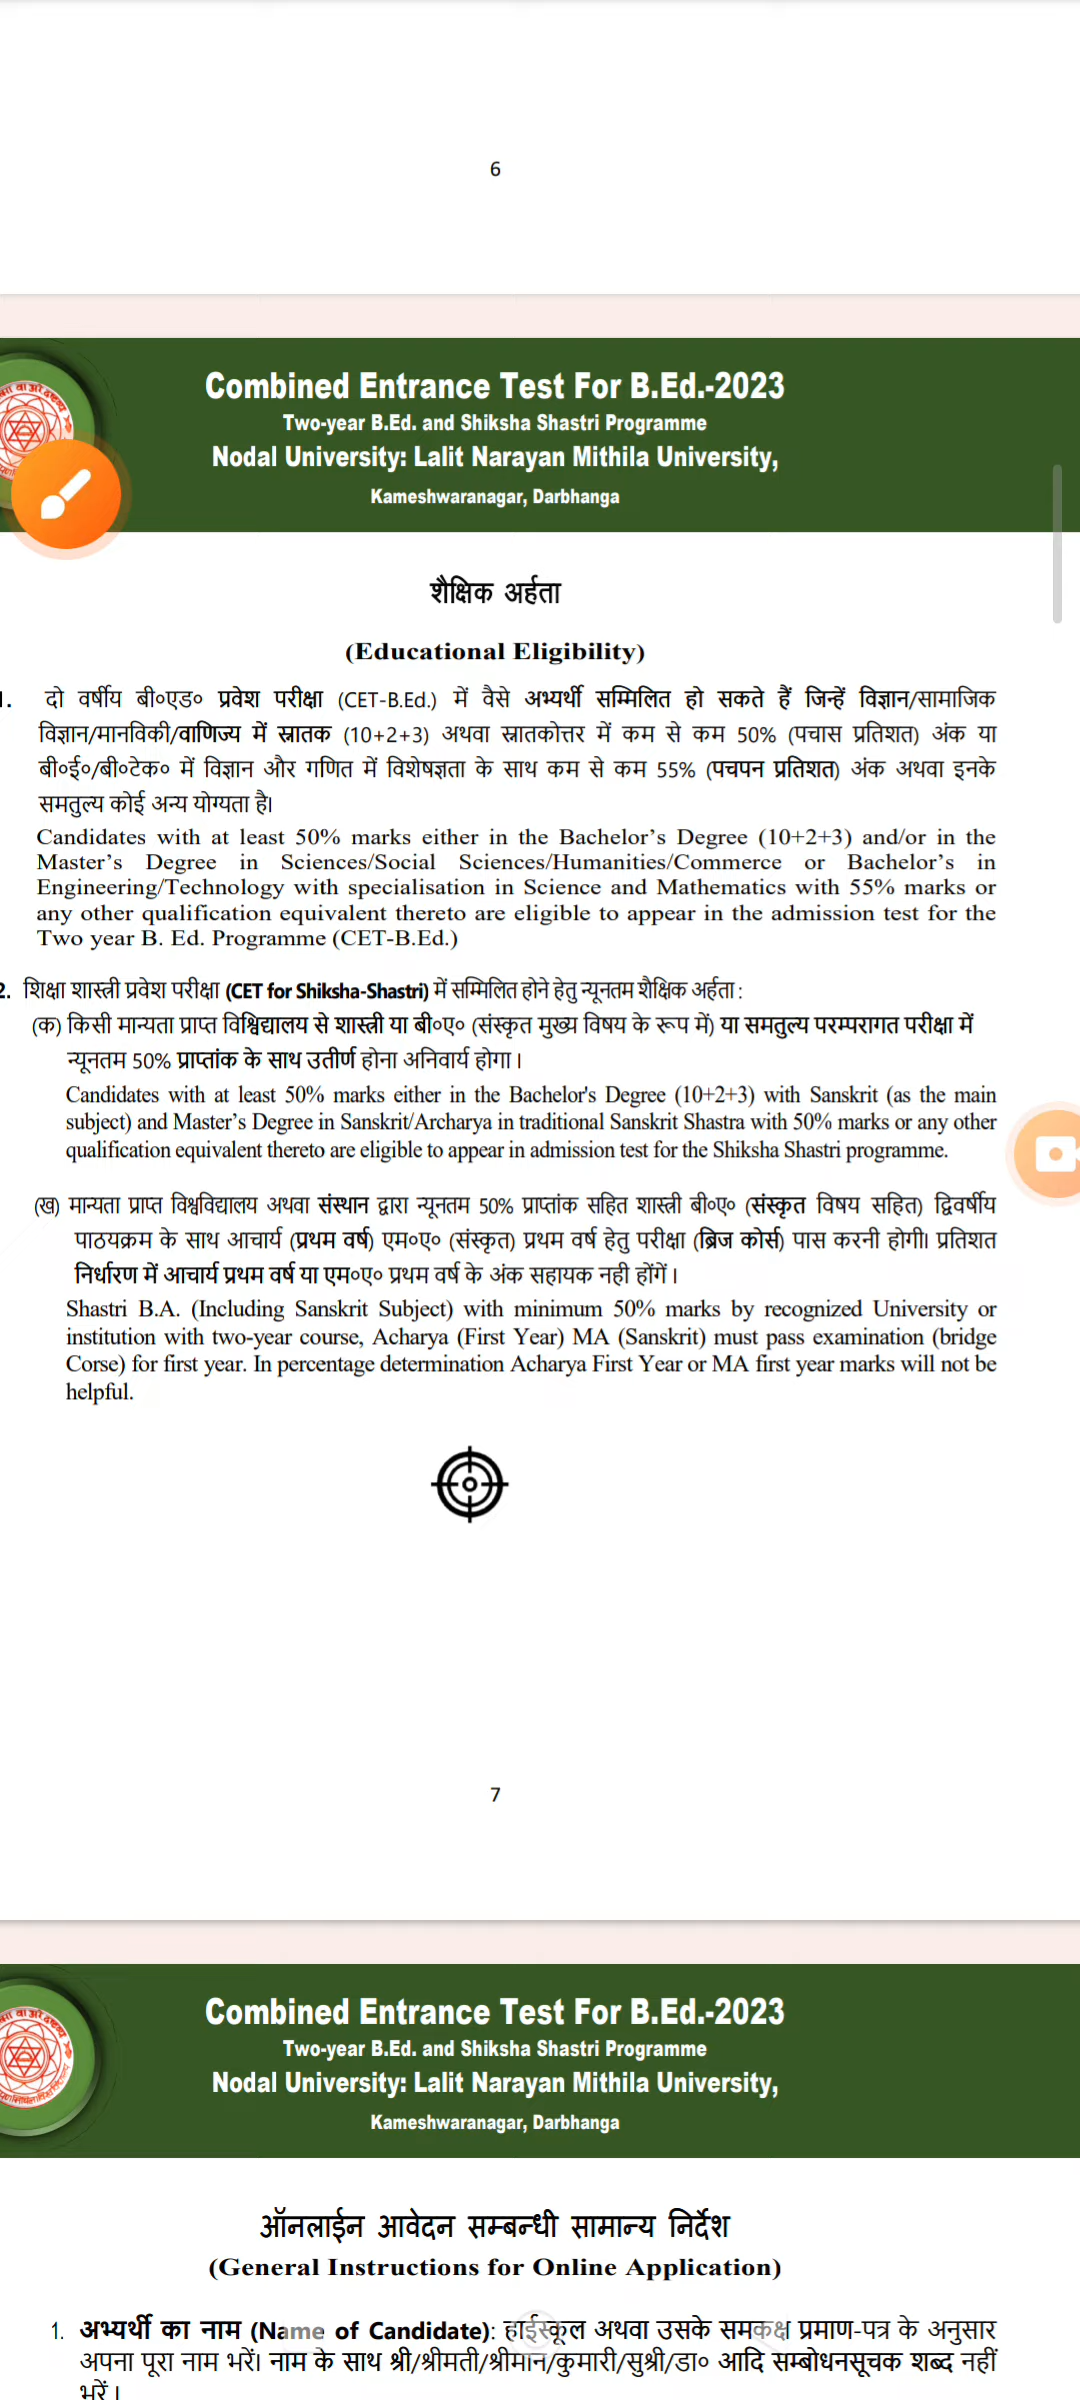 6
Combined Entrance Test For B.Ed.-2023
Two-year B.Ed. and Shiksha Shastri Programme
Nodal University: Lalit Narayan Mithila University,
Kameshwaranagar, Darbhanga
शैक्षिक अर्हता
(Educational Eligibility)
1. दो वर्षीय बी०एड० प्रवेश परीक्षा (CET-B.Ed.) में वैसे अभ्यर्थी सम्मिलित हो सकते हैं जिन्हें विज्ञान/सामाजिक
विज्ञान/मानविकी/वाणिज्य में स्नातक (10+2+3) अथवा स्नातकोत्तर में कम से कम 50% (पचास प्रतिशत) अंक या
बी०ई०/बी०टेक० में विज्ञान और गणित में विशेषज्ञता के साथ कम से कम 55% (पचपन प्रतिशत) अंक अथवा इनके
समतुल्य कोई अन्य योग्यता है।
Candidates with at least 50% marks either in the Bachelor’s Degree (10+2+3) and/or in the
Master’s Degree in Sciences/Social Sciences/Humanities/Commerce or Bachelor’s in
Engineering/Technology with specialisation in Science and Mathematics with 55% marks or
any other qualification equivalent thereto are eligible to appear in the admission test for the
Two year B. Ed. Programme (CET-B.Ed.)
2. शिक्षा शास्त्री प्रवेश परीक्षा (CET for Shiksha-Shastri) में सम्मिलित होने हेतु न्यूनतम शैक्षिक अर्हता :
(क) किसी मान्यता प्राप्त विश्विद्यालय से शास्त्री या बी०ए० (संस्कृत मुख्य विषय के रूप में) या समतुल्य परम्परागत परीक्षा में
न्यूनतम 50% प्राप्तांक के साथ उतीर्ण होना अनिवार्य होगा ।
Candidates with at least 50% marks either in the Bachelor's Degree (10+2+3) with Sanskrit (as the main
subject) and Master’s Degree in Sanskrit/Archarya in traditional Sanskrit Shastra with 50% marks or any other
qualification equivalent thereto are eligible to appear in admission test for the Shiksha Shastri programme.
(ख) मान्यता प्राप्त विश्वविद्यालय अथवा संस्थान द्वारा न्यूनतम 50% प्राप्तांक सहित शास्त्री बी०ए० (संस्कृत विषय सहित) द्विवर्षीय
पाठयक्रम के साथ आचार्य (प्रथम वर्ष) एम०ए० (संस्कृत) प्रथम वर्ष हेतु परीक्षा (ब्रिज कोर्स) पास करनी होगी। प्रतिशत
निर्धारण में आचार्य प्रथम वर्ष या एम०ए० प्रथम वर्ष के अंक सहायक नही होंगें ।
Shastri B.A. (Including Sanskrit Subject) with minimum 50% marks by recognized University or
institution with two-year course, Acharya (First Year) MA (Sanskrit) must pass examination (bridge
Corse) for first year. In percentage determination Acharya First Year or MA first year marks will not be
helpful.
7
Combined Entrance Test For B.Ed.-2023
Two-year B.Ed. and Shiksha Shastri Programme
Nodal University: Lalit Narayan Mithila University,
Kameshwaranagar, Darbhanga
ऑनलाईन आवेदन सम्बन्धी सामान्य निर्देश
(General Instructions for Online Application)
1. अभ्यर्थी का नाम (Name of Candidate): हाईस्कूल अथवा उसके समकक्ष प्रमाण-पत्र के अनुसार
अपना पूरा नाम भरें। नाम के साथ श्री/श्रीमती/श्रीमान/कुमारी/सुश्री/डा० आदि सम्बोधनसूचक शब्द नहीं
भरें ।